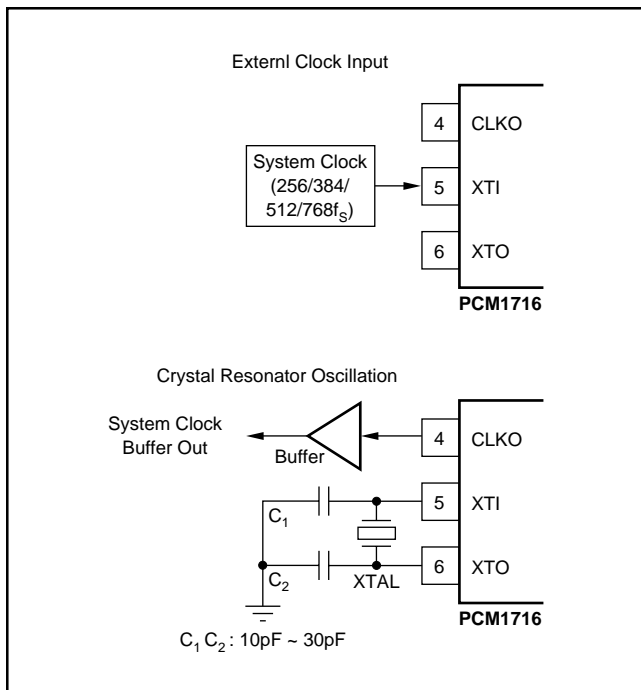 Externl Clock Input
4 CLKO
System Clock
(256/384/
512/768fS)
5 XTI
6 XTO
PCM1716
Crystal Resonator Oscillation
System Clock
Buffer Out
Buffer
4 CLKO
C1
5 XTI
C2
XTAL
6 XTO
PCM1716
C1 C2 : 10pF ~ 30pF